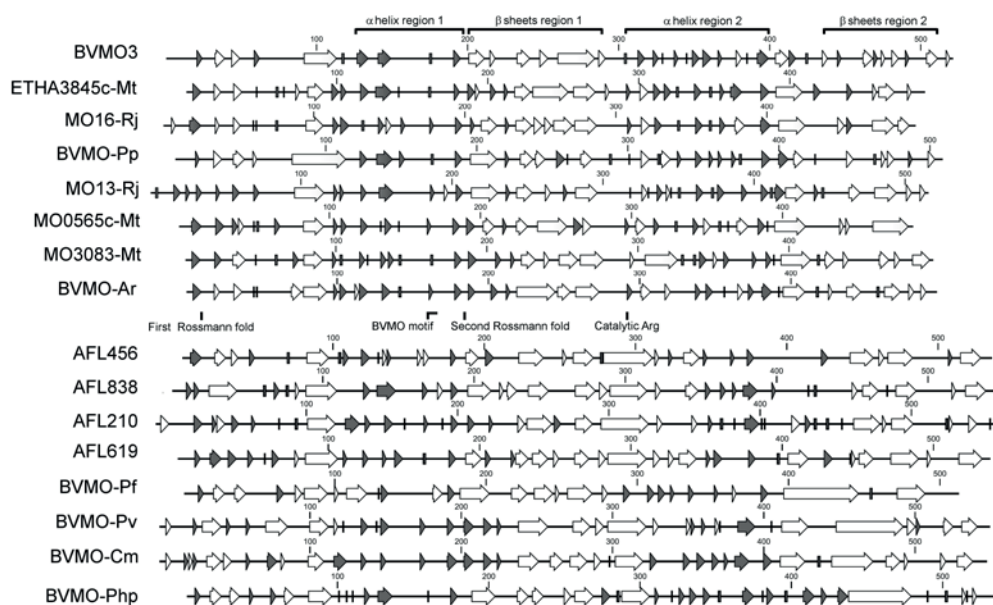 α helix region 1 β sheets region 1 α helix region 2 β sheets region 2
BVMO3 100 200 300 400 500
ETHA3845c-Mt 100 200 300 400
MO16-Rj 100 200 300 400 500
BVMO-Pp 100 200 300 400 500
MO13-Rj 100 200 300 400 500
MO0565c-Mt 100 200 300 400
MO3083-Mt 100 200 300 400
BVMO-Ar 100 200 300 400
First Rossmann fold BVMO motif Second Rossmann fold Catalytic Arg
AFL456 100 200 300 400 500
AFL838 100 200 300 400 500
AFL210 100 200 300 400 500
AFL619 100 200 300 400 500
BVMO-Pf 100 200 300 400 500
BVMO-Pv 100 200 300 400 500
BVMO-Cm 100 200 300 400 500
BVMO-Php 100 200 300 400 500